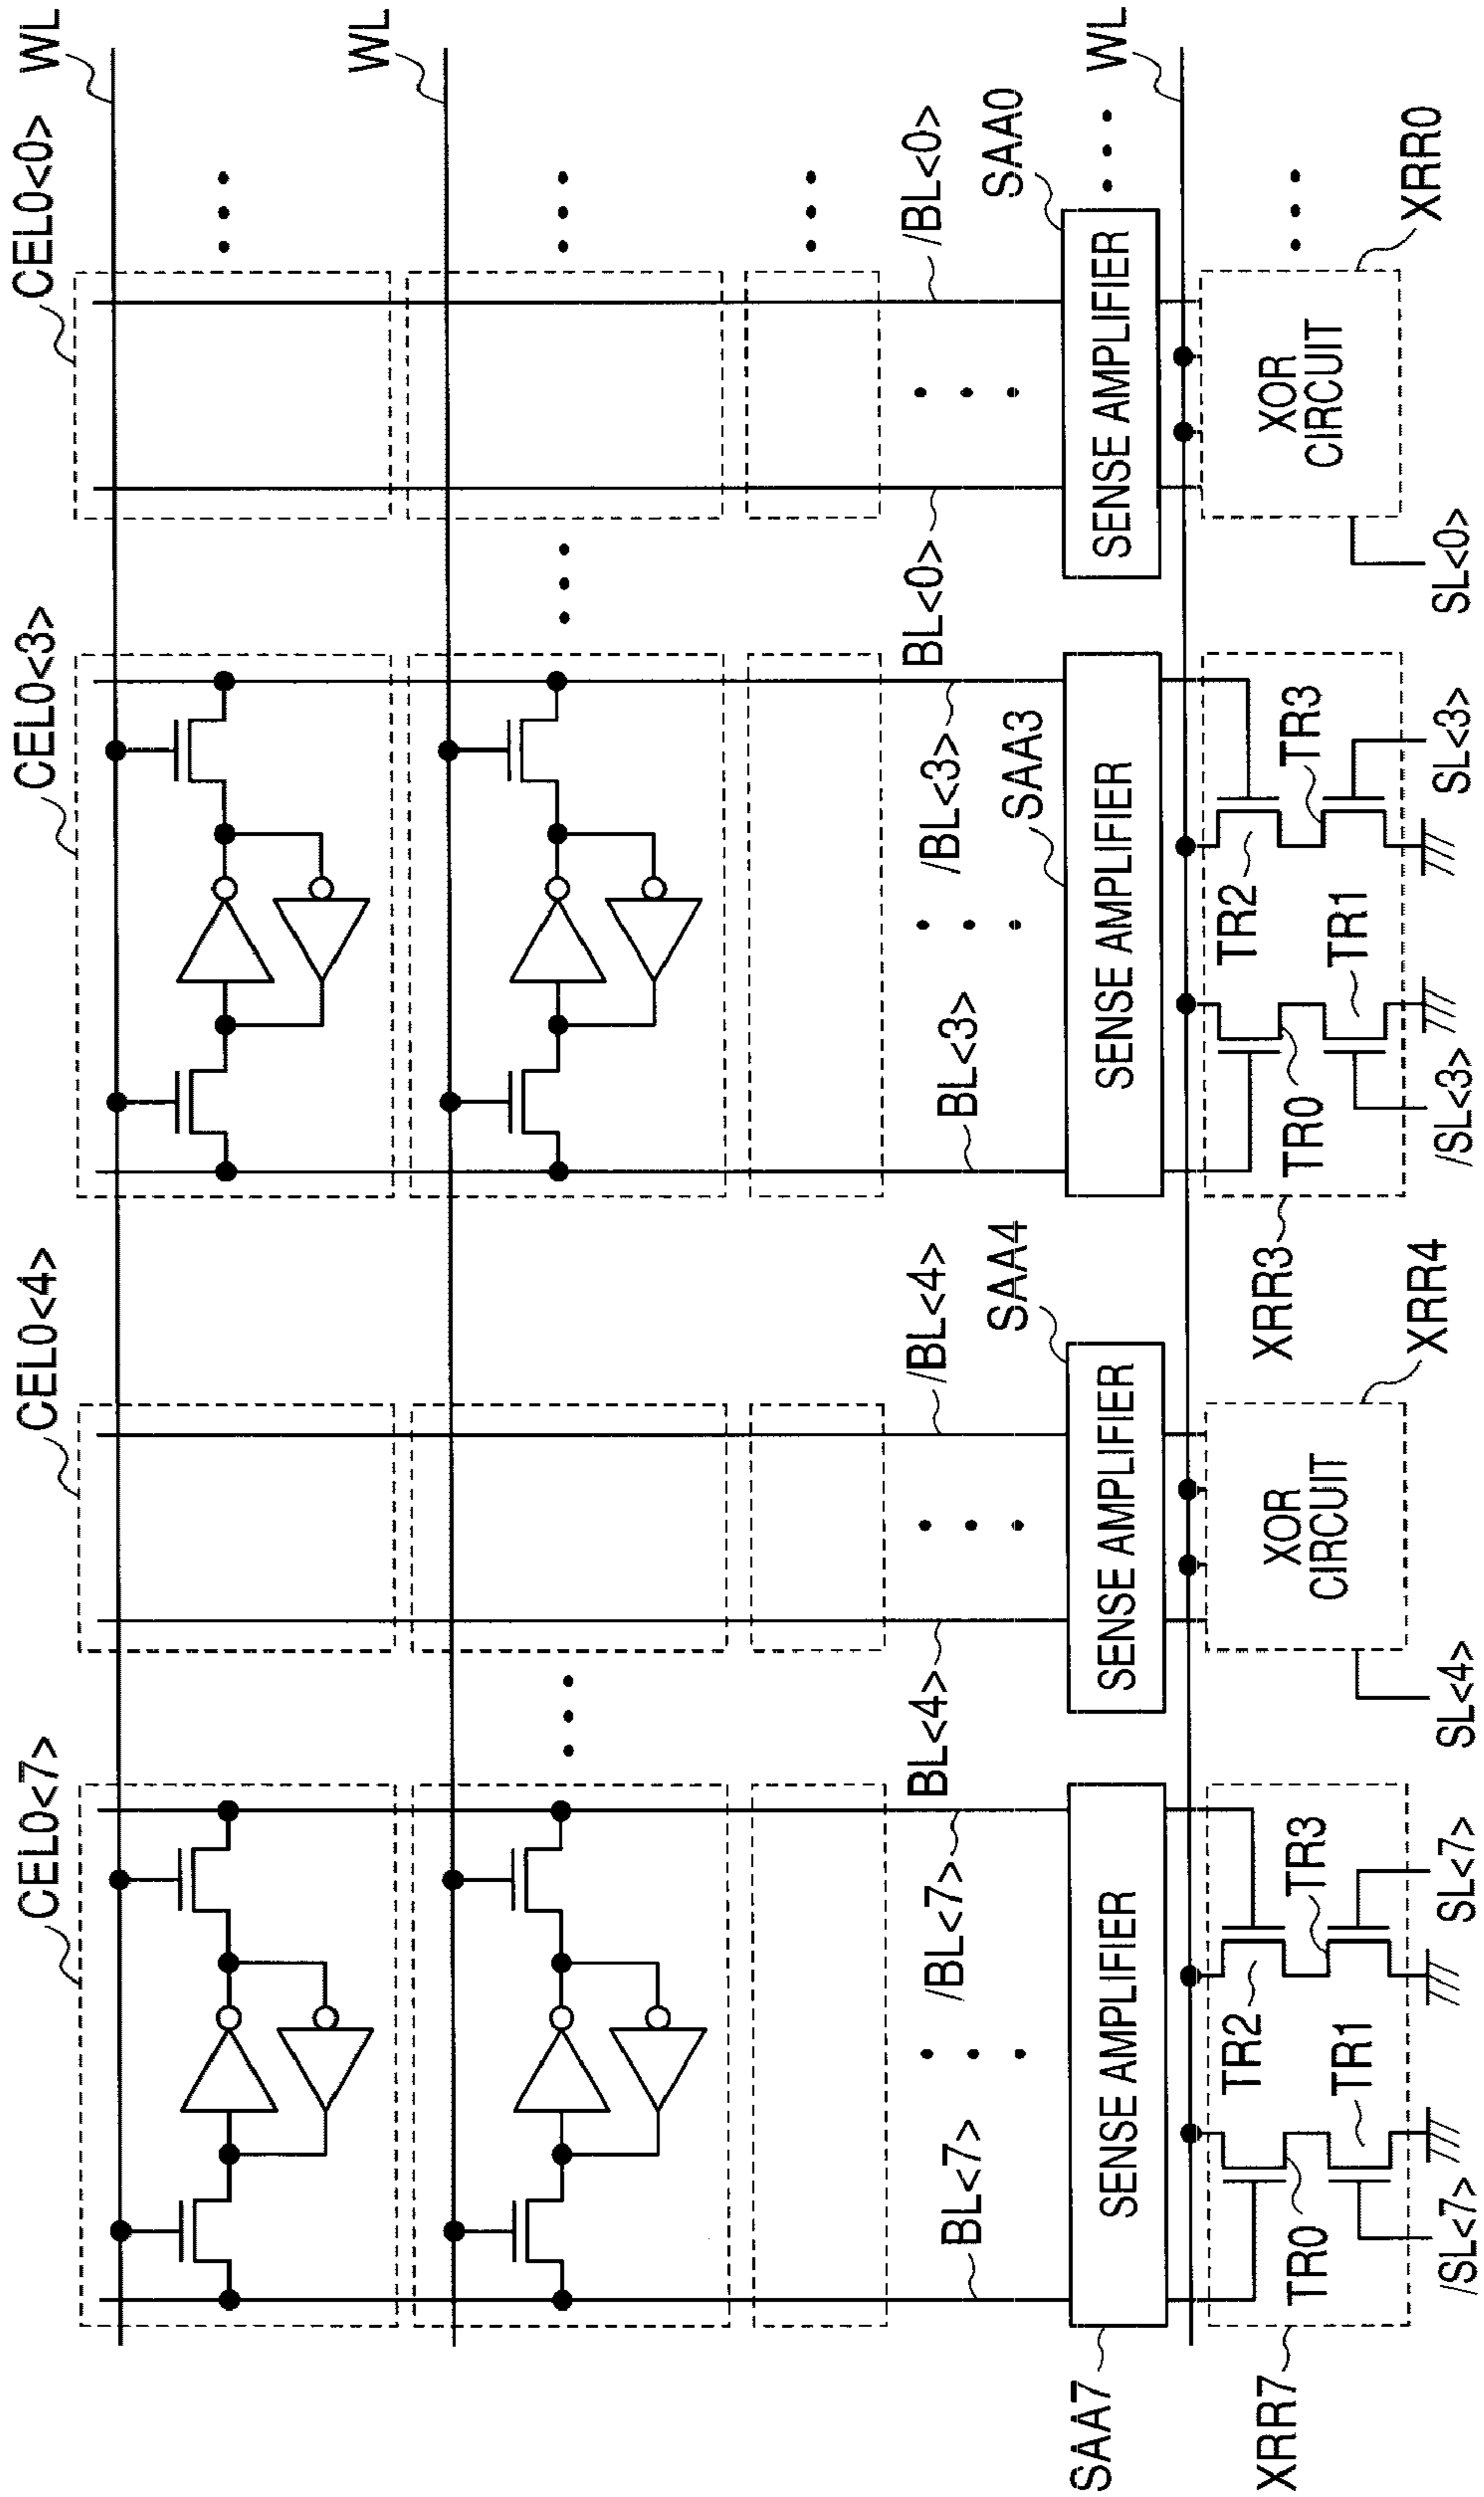 CEL0<7>
CEL0<4>
CEL0<3>
CEL0<0>
WL
WL
BL<7>
/BL<7>
BL<4>
/BL<4>
BL<3>
/BL<3>
BL<0>
/BL<0>
SAA7
SENSE AMPLIFIER
SAA4
SENSE AMPLIFIER
SAA3
SENSE AMPLIFIER
SAA0
SENSE AMPLIFIER
WL
XRR7
TR0
TR2
TR1
TR3
/SL<7>
SL<7>
XOR
CIRCUIT
SL<4>
XRR4
XRR3
TR0
TR2
TR1
TR3
/SL<3>
SL<3>
XOR
CIRCUIT
SL<0>
XRR0